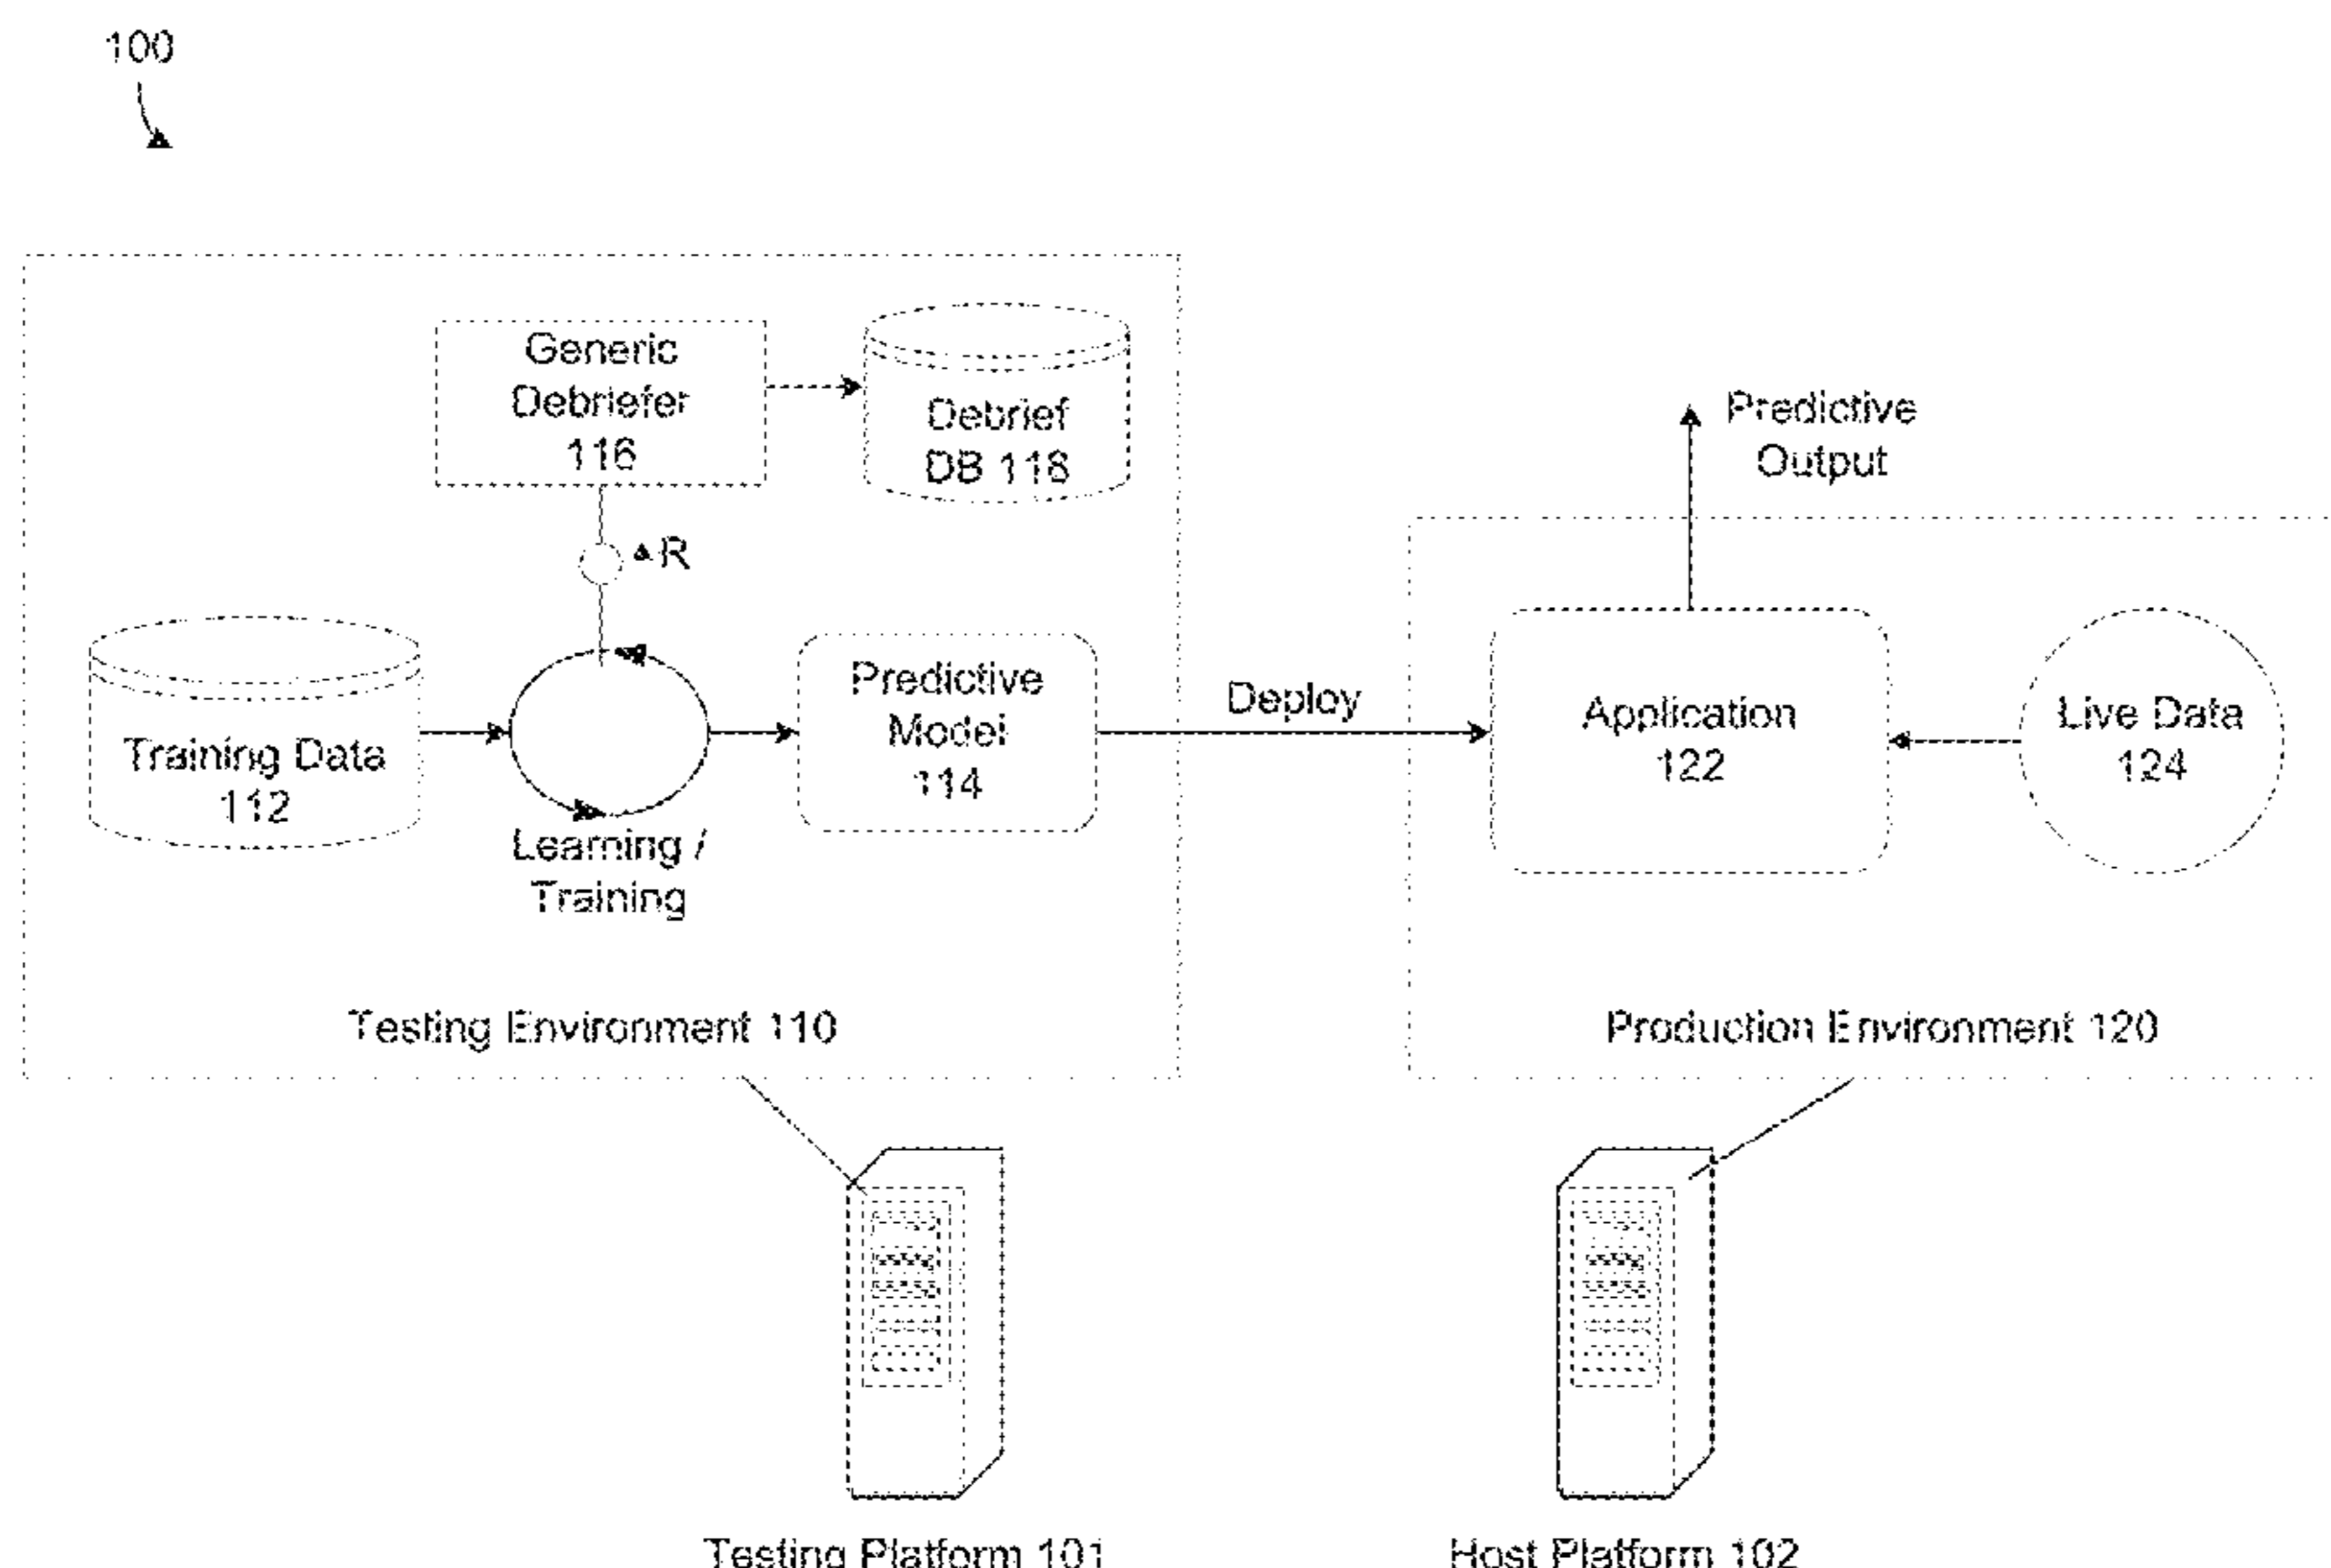 100
Generic
Debriefer
116
Debrief
DB 118
R
Training Data
112
Learning /
Training
Predictive
Model
114
Testing Environment 110
Deploy
Predictive
Output
Application
122
Live Data
124
Production Environment 120
Testing Platform 101
Host Platform 102